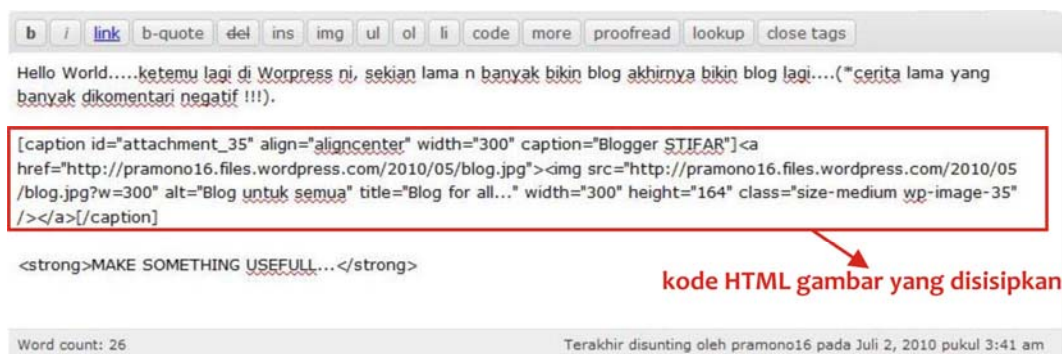 b i link b-quote del ins img ul ol li code more proofread lookup close tags
Hello World.....ketemu lagi di Worpress ni, sekian lama n banyak bikin blog akhirnya bikin blog lagi....(*cerita lama yang
banyak dikomentari negatif !!!).
[caption id="attachment_35" align="aligncenter" width="300" caption="Blogger STIFAR"]<a
href="http://pramono16.files.wordpress.com/2010/05/blog.jpg"><img src="http://pramono16.files.wordpress.com/2010/05
/blog.jpg?w=300" alt="Blog untuk semua" title="Blog for all..." width="300" height="164" class="size-medium wp-image-35"
/></a>[/caption]
<strong>MAKE SOMETHING USEFULL...</strong>
kode HTML gambar yang disisipkan
Word count: 26 Terakhir disunting oleh pramono16 pada Juli 2, 2010 pukul 3:41 am